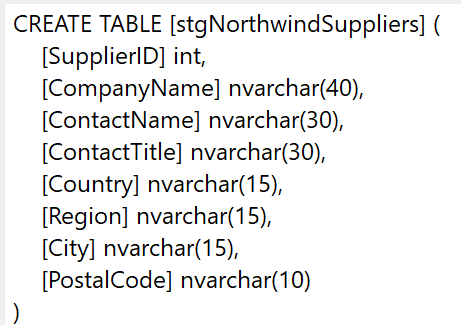 CREATE TABLE [stgNorthwindSuppliers] (
[SupplierID] int,
[CompanyName] nvarchar(40),
[ContactName] nvarchar(30),
[ContactTitle] nvarchar(30),
[Country] nvarchar(15),
[Region] nvarchar(15),
[City] nvarchar(15),
[PostalCode] nvarchar(10)
)